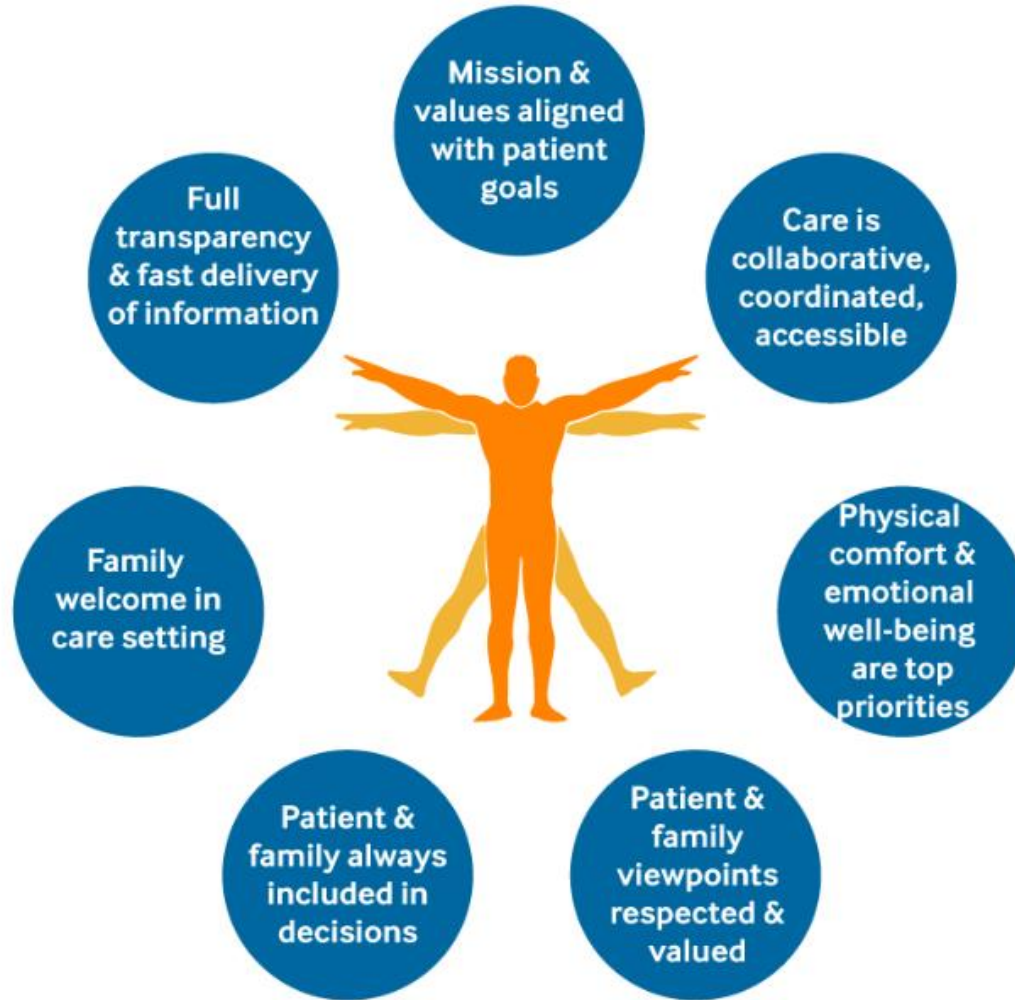 Mission &
values aligned
with patient
goals
Care is
collaborative,
coordinated,
accessible
Physical
comfort &
emotional
well-being
are top
priorities
Patient &
family
viewpoints
respected &
valued
Patient &
family always
included in
decisions
Family
welcome in
care setting
Full
transparency
& fast delivery
of information